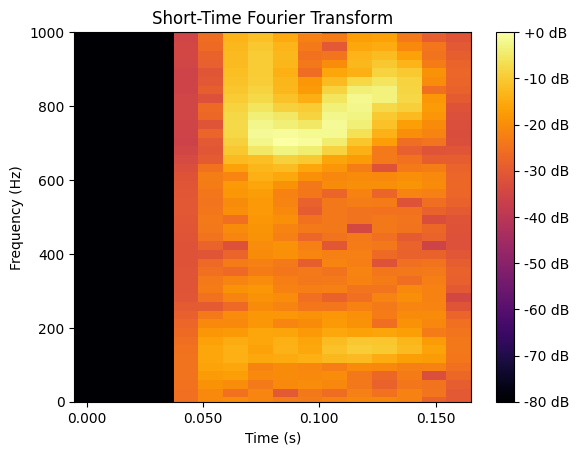 Short-Time Fourier Transform
1000
800
600
400
200
0
Frequency (Hz)
0.000
0.050
0.100
0.150
Time (s)
+0 dB
-10 dB
-20 dB
-30 dB
-40 dB
-50 dB
-60 dB
-70 dB
-80 dB